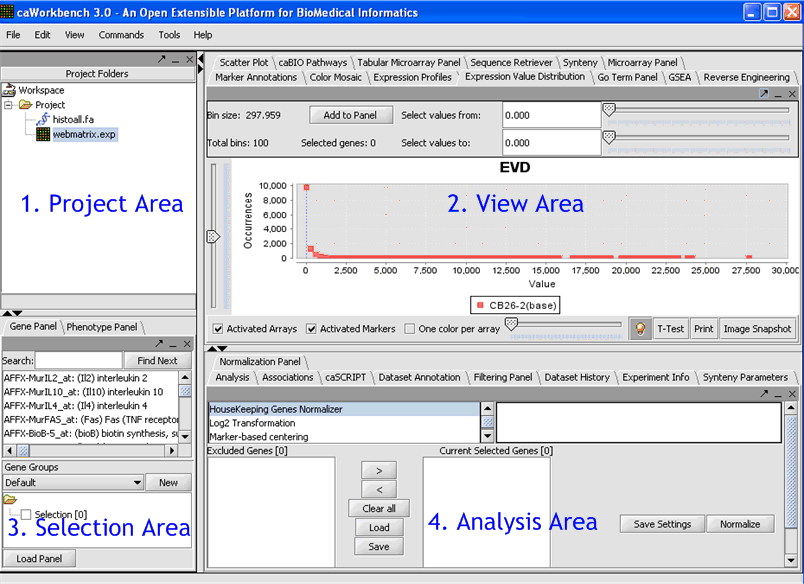 caWorkbench 3.0 - An Open Extensible Platform for BioMedical Informatics
File Edit View Commands Tools Help
Project Folders
Workspace
Project
histoall.fa
webmatrix.exp
1. Project Area
Scatter Plot caBIO Pathways Tabular Microarray Panel Sequence Retriever Synteny Microarray Panel
Marker Annotations Color Mosaic Expression Profiles Expression Value Distribution Go Term Panel GSEA Reverse Engineering
Bin size: 297.959 Add to Panel Select values from: 0.000
Total bins: 100 Selected genes: 0 Select values to: 0.000
EVD
2. View Area
Occurrences
10,000
8,000
6,000
4,000
2,000
0
0 2,500 5,000 7,500 10,000 12,500 15,000 17,500 20,000 22,500 25,000 27,500 30,000
Value
CB26-2(base)
Activated Arrays Activated Markers One color per array T-Test Print Image Snapshot
Gene Panel Phenotype Panel
Search: Find Next
AFFX-MurIL2_at: (Il2) interleukin 2
AFFX-MurIL10_at: (Il10) interleukin 10
AFFX-MurIL4_at: (Il4) interleukin 4
AFFX-MurFAS_at: (Fas) Fas (TNF receptor
AFFX-BioB-5_at: (bioB) biotin synthesis, su
Gene Groups
Default New
Selection [0]
3. Selection Area
Load Panel
Normalization Panel
Analysis Associations caSCRIPT Dataset Annotation Filtering Panel Dataset History Experiment Info Synteny Parameters
HouseKeeping Genes Normalizer
Log2 Transformation
Marker-based centering
Excluded Genes [0] Current Selected Genes [0]
>
<
Clear all
Load
Save
4. Analysis Area
Save Settings Normalize